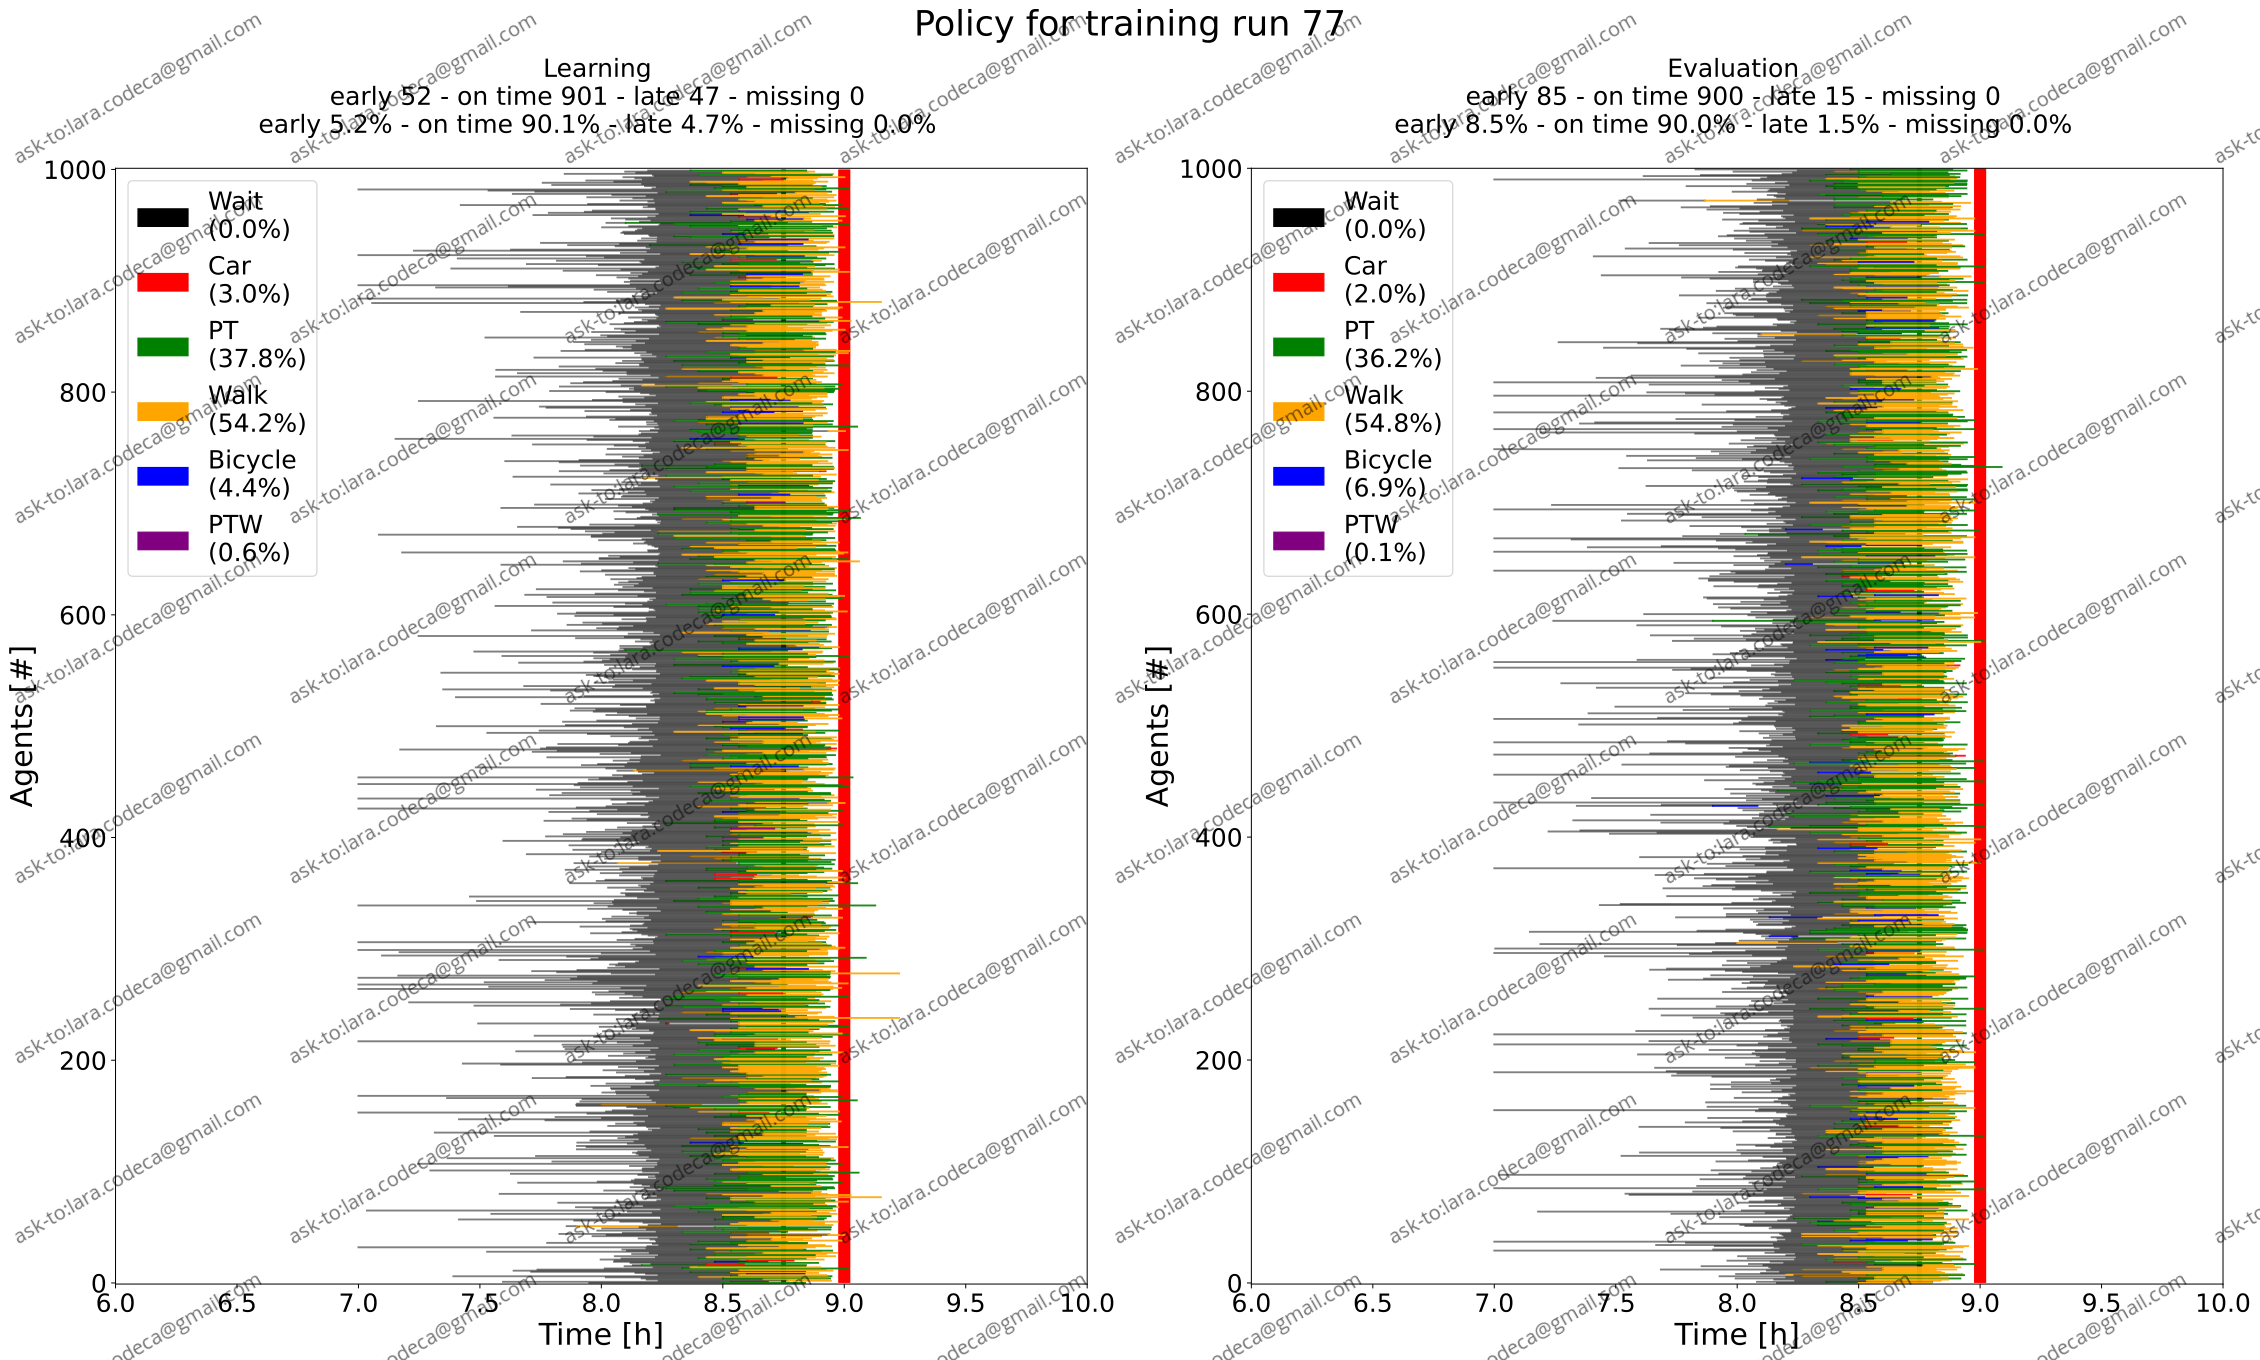 Policy for training run 77
Learning
early 52 - on time 901 - late 47 - missing 0
early 5.2% - on time 90.1% - late 4.7% - missing 0.0%
1000
800
600
400
200
0
Agents [#]
Wait
(0.0%)
Car
(3.0%)
PT
(37.8%)
Walk
(54.2%)
Bicycle
(4.4%)
PTW
(0.6%)
6.0 6.5 7.0 7.5 8.0 8.5 9.0 9.5 10.0
Time [h]
Evaluation
early 85 - on time 900 - late 15 - missing 0
early 8.5% - on time 90.0% - late 1.5% - missing 0.0%
1000
800
600
400
200
0
Agents [#]
Wait
(0.0%)
Car
(2.0%)
PT
(36.2%)
Walk
(54.8%)
Bicycle
(6.9%)
PTW
(0.1%)
6.0 6.5 7.0 7.5 8.0 8.5 9.0 9.5 10.0
Time [h]
ask-to:lara.codeca@gmail.com